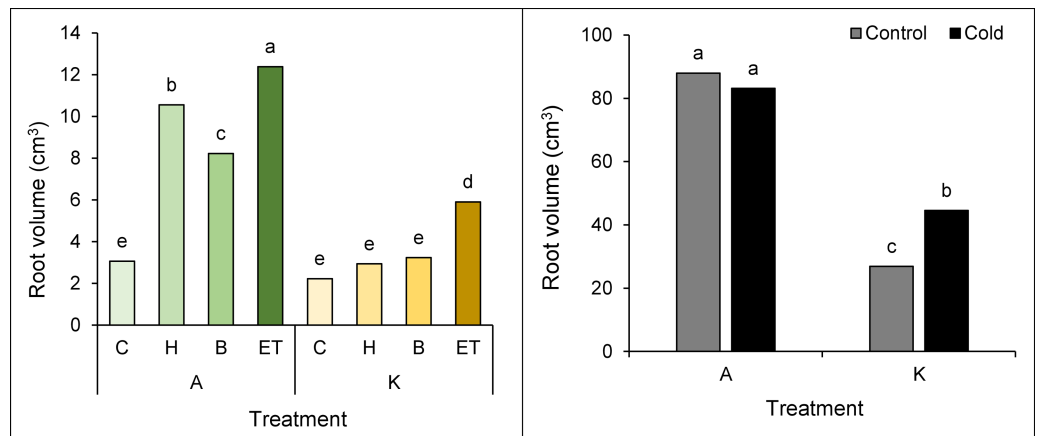 14
12
10
8
6
4
2
0
Root volume (cm³)
e
b
c
a
e
e
e
d
C H B ET C H B ET
A K
Treatment
Control Cold
100
80
60
40
20
0
Root volume (cm³)
a
a
c
b
A K
Treatment